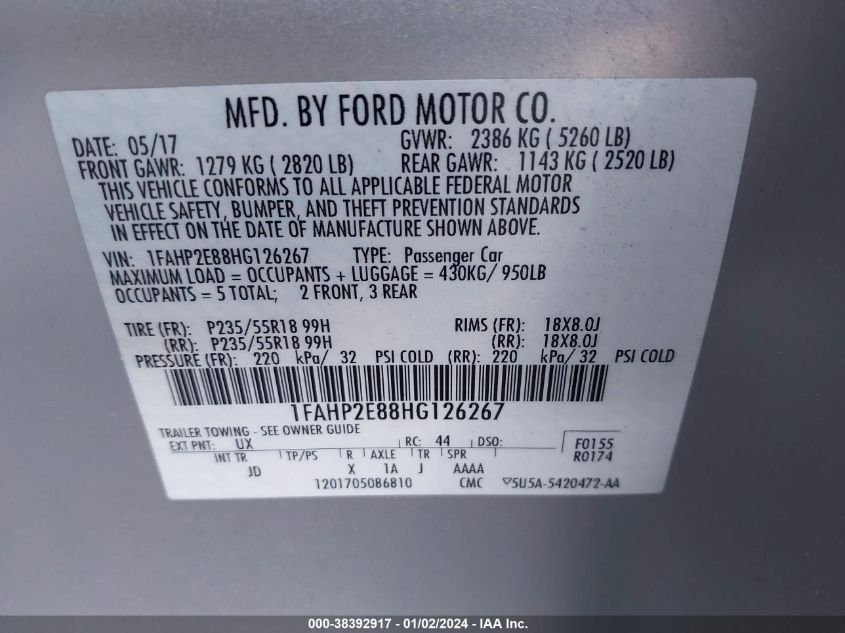 MFD. BY FORD MOTOR CO.
DATE: 05/17 GVWR: 2386 KG ( 5260 LB)
FRONT GAWR: 1279 KG ( 2820 LB) REAR GAWR: 1143 KG ( 2520 LB)
THIS VEHICLE CONFORMS TO ALL APPLICABLE FEDERAL MOTOR
VEHICLE SAFETY, BUMPER, AND THEFT PREVENTION STANDARDS
IN EFFECT ON THE DATE OF MANUFACTURE SHOWN ABOVE.
VIN: 1FAHP2E88HG126267 TYPE: Passenger Car
MAXIMUM LOAD = OCCUPANTS + LUGGAGE = 430KG/ 950LB
OCCUPANTS = 5 TOTAL; 2 FRONT, 3 REAR
TIRE (FR): P235/55R18 99H RIMS (FR): 18X8.0J
(RR): P235/55R18 99H (RR): 18X8.0J
PRESSURE (FR): 220 kPa/ 32 PSI COLD (RR): 220 kPa/ 32 PSI COLD
1FAHP2E88HG126267
TRAILER TOWING - SEE OWNER GUIDE
EXT PNT: UX RC: 44 DSO: F0155
INT TR TP/PS R AXLE TR SPR R0174
JD X 1A J AAAA
1201705086810 CMC ▽5U5A-5420472-AA
000-38392917 - 01/02/2024 - IAAI Inc.